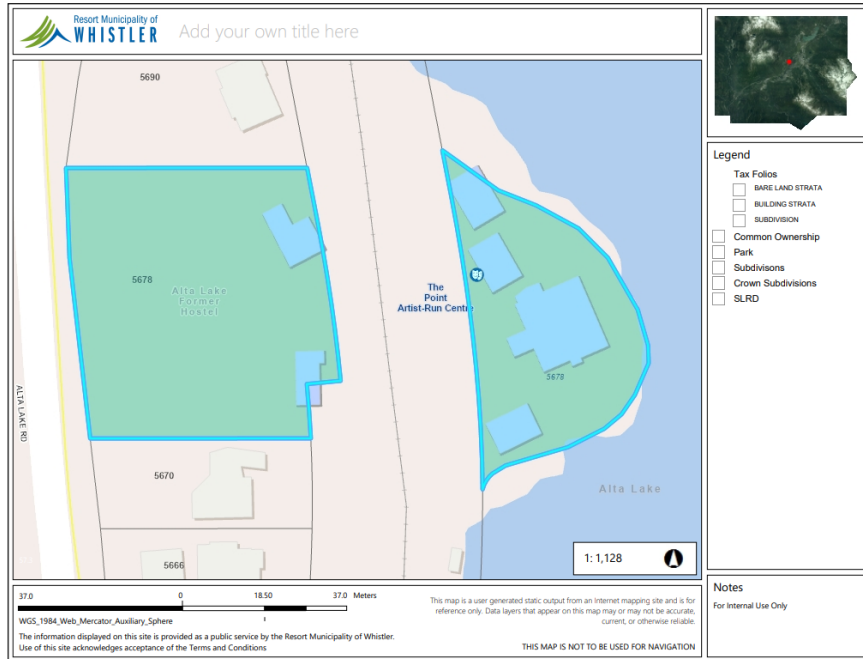 Resort Municipality of
WHISTLER
Add your own title here
5690
5678
Alta Lake
Former
Hostel
The
Point
Artist-Run Centre
5678
ALTA LAKE RD
5670
5666
Alta Lake
1: 1,128
Legend
Tax Folios
BARE LAND STRATA
BUILDING STRATA
SUBDIVISION
Common Ownership
Park
Subdivisons
Crown Subdivisions
SLRD
37.0
0
18.50
37.0 Meters
WGS_1984_Web_Mercator_Auxiliary_Sphere
The information displayed on this site is provided as a public service by the Resort Municipality of Whistler.
Use of this site acknowledges acceptance of the Terms and Conditions
This map is a user generated static output from an Internet mapping site and is for
reference only. Data layers that appear on this map may or may not be accurate,
current, or otherwise reliable.
THIS MAP IS NOT TO BE USED FOR NAVIGATION
Notes
For Internal Use Only